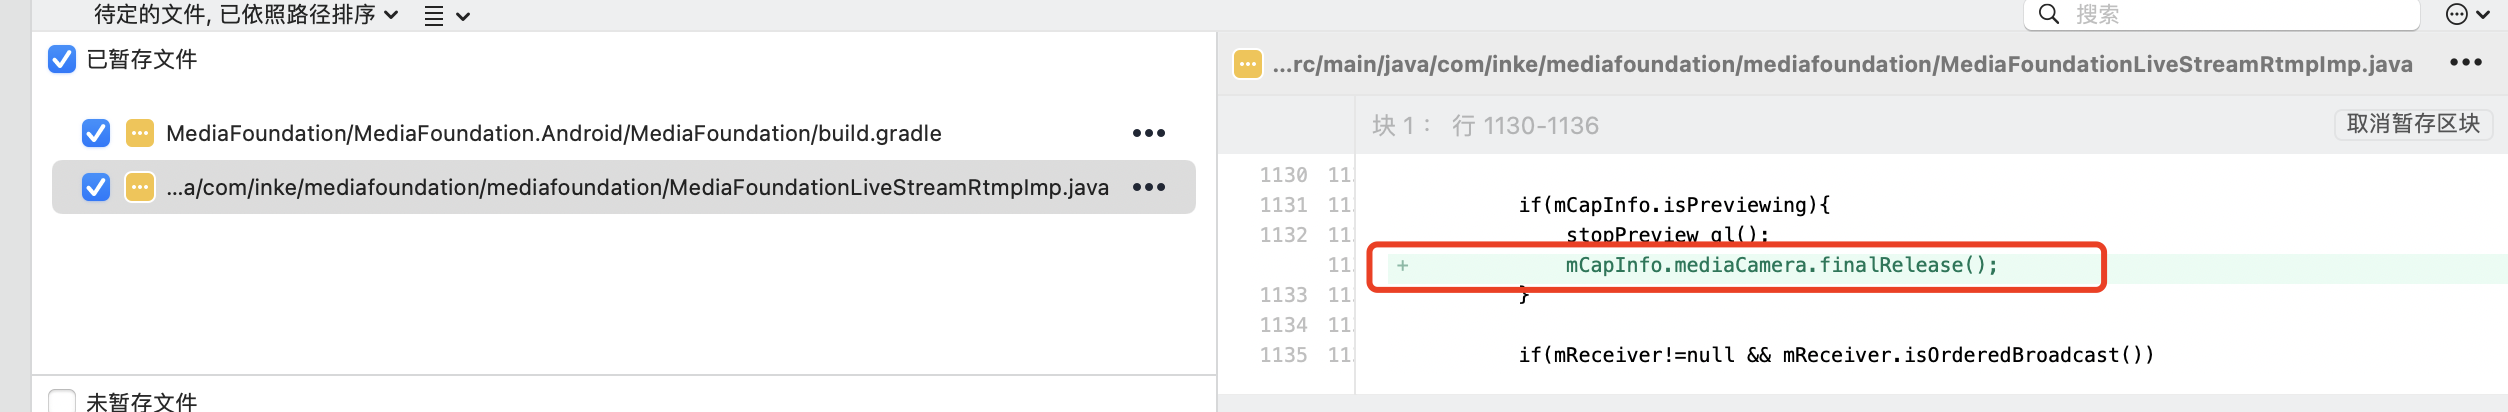 待定的文件, 已依照路径排序
搜索
已暂存文件
MediaFoundation/MediaFoundation.Android/MediaFoundation/build.gradle
...a/com/inke/mediafoundation/mediafoundation/MediaFoundationLiveStreamRtmpImp.java
未暂存文件
...rc/main/java/com/inke/mediafoundation/mediafoundation/MediaFoundationLiveStreamRtmpImp.java
块 1： 行 1130-1136
取消暂存区块
1130 11
1131 11 if(mCapInfo.isPreviewing){
1132 11 stopPreview_gl();
11 + mCapInfo.mediaCamera.finalRelease();
1133 11 }
1134 11
1135 11 if(mReceiver!=null && mReceiver.isOrderedBroadcast())